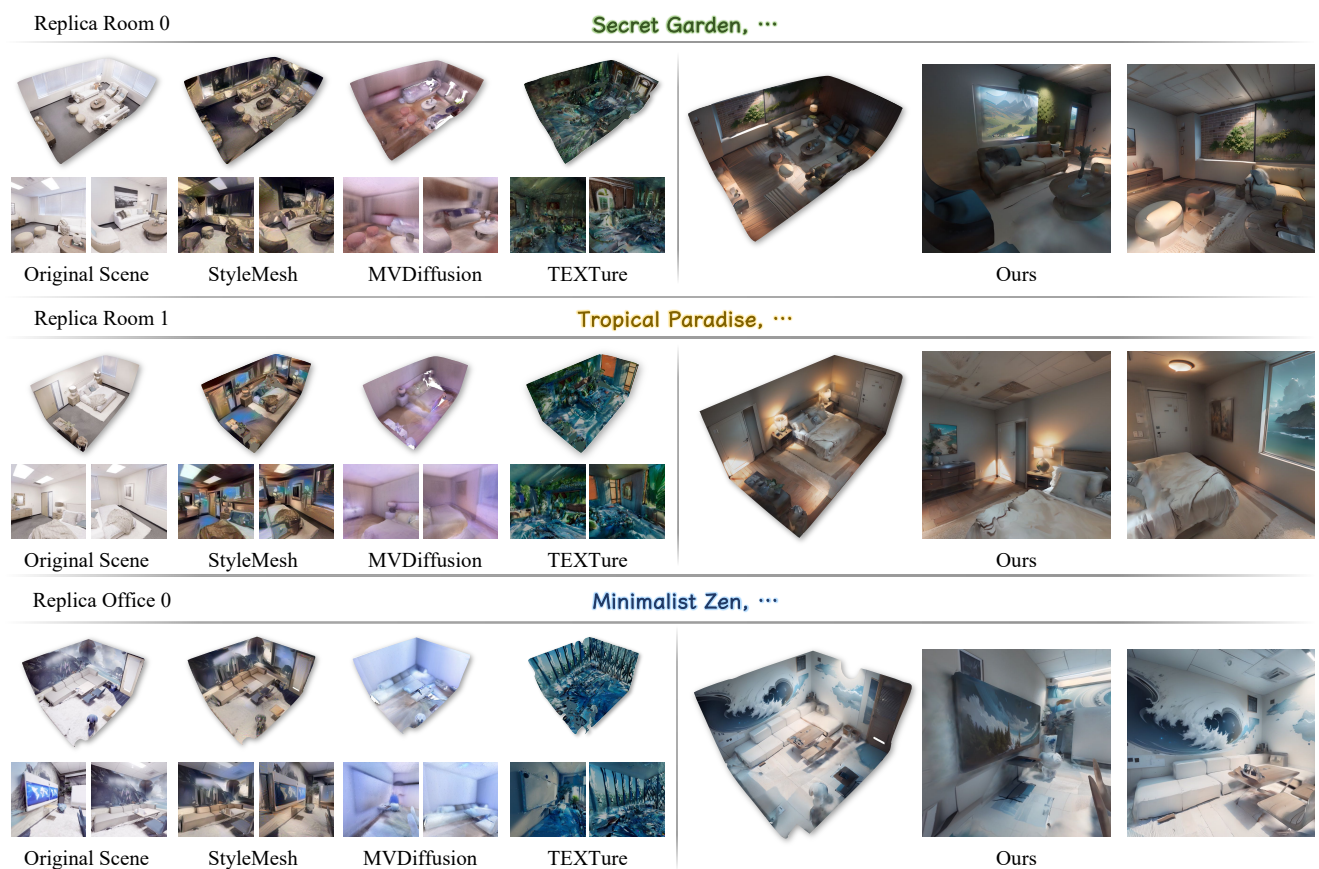 Replica Room 0
Secret Garden, ···
Original Scene
StyleMesh
MVDiffusion
TEXTure
Ours
Replica Room 1
Tropical Paradise, ···
Original Scene
StyleMesh
MVDiffusion
TEXTure
Ours
Replica Office 0
Minimalist Zen, ···
Original Scene
StyleMesh
MVDiffusion
TEXTure
Ours